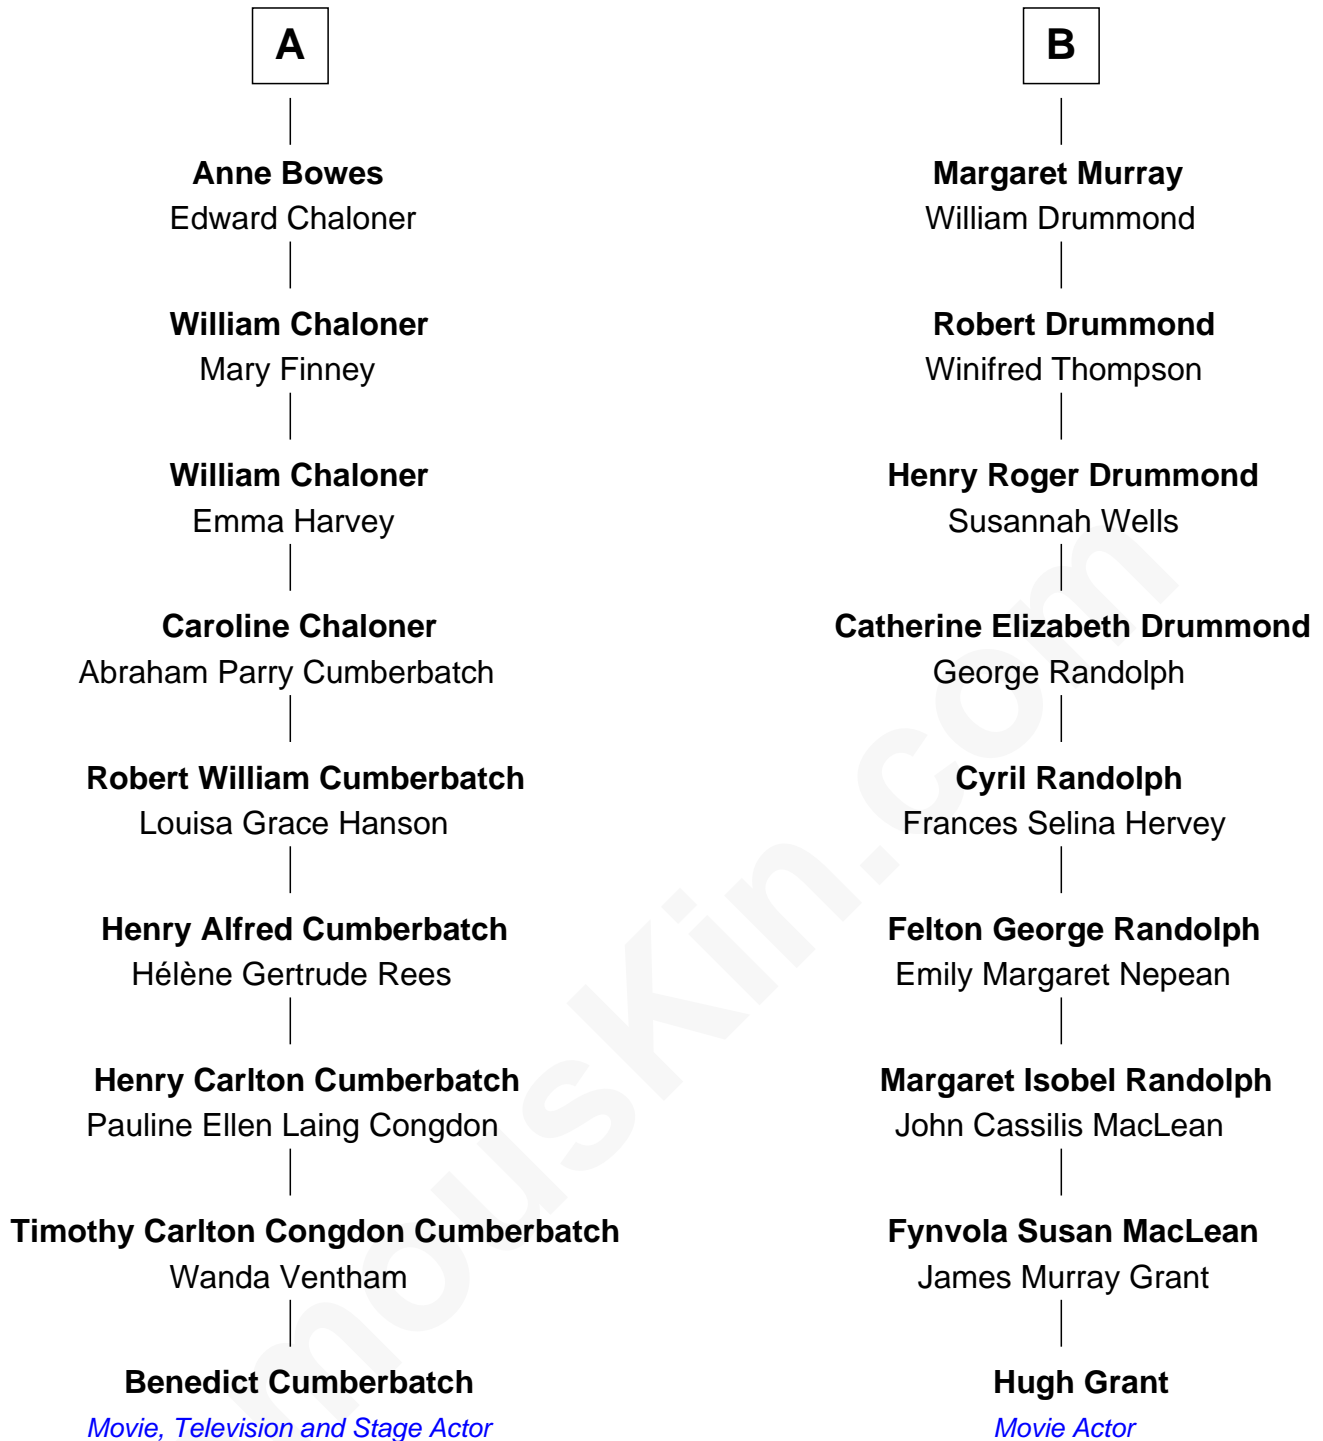 A
Anne Bowes
Edward Chaloner
William Chaloner
Mary Finney
William Chaloner
Emma Harvey
Caroline Chaloner
Abraham Parry Cumberbatch
Robert William Cumberbatch
Louisa Grace Hanson
Henry Alfred Cumberbatch
Hélène Gertrude Rees
Henry Carlton Cumberbatch
Pauline Ellen Laing Congdon
Timothy Carlton Congdon Cumberbatch
Wanda Ventham
Benedict Cumberbatch
Movie, Television and Stage Actor
B
Margaret Murray
William Drummond
Robert Drummond
Winifred Thompson
Henry Roger Drummond
Susannah Wells
Catherine Elizabeth Drummond
George Randolph
Cyril Randolph
Frances Selina Hervey
Felton George Randolph
Emily Margaret Nepean
Margaret Isobel Randolph
John Cassilis MacLean
Fynvola Susan MacLean
James Murray Grant
Hugh Grant
Movie Actor
mousKin.com